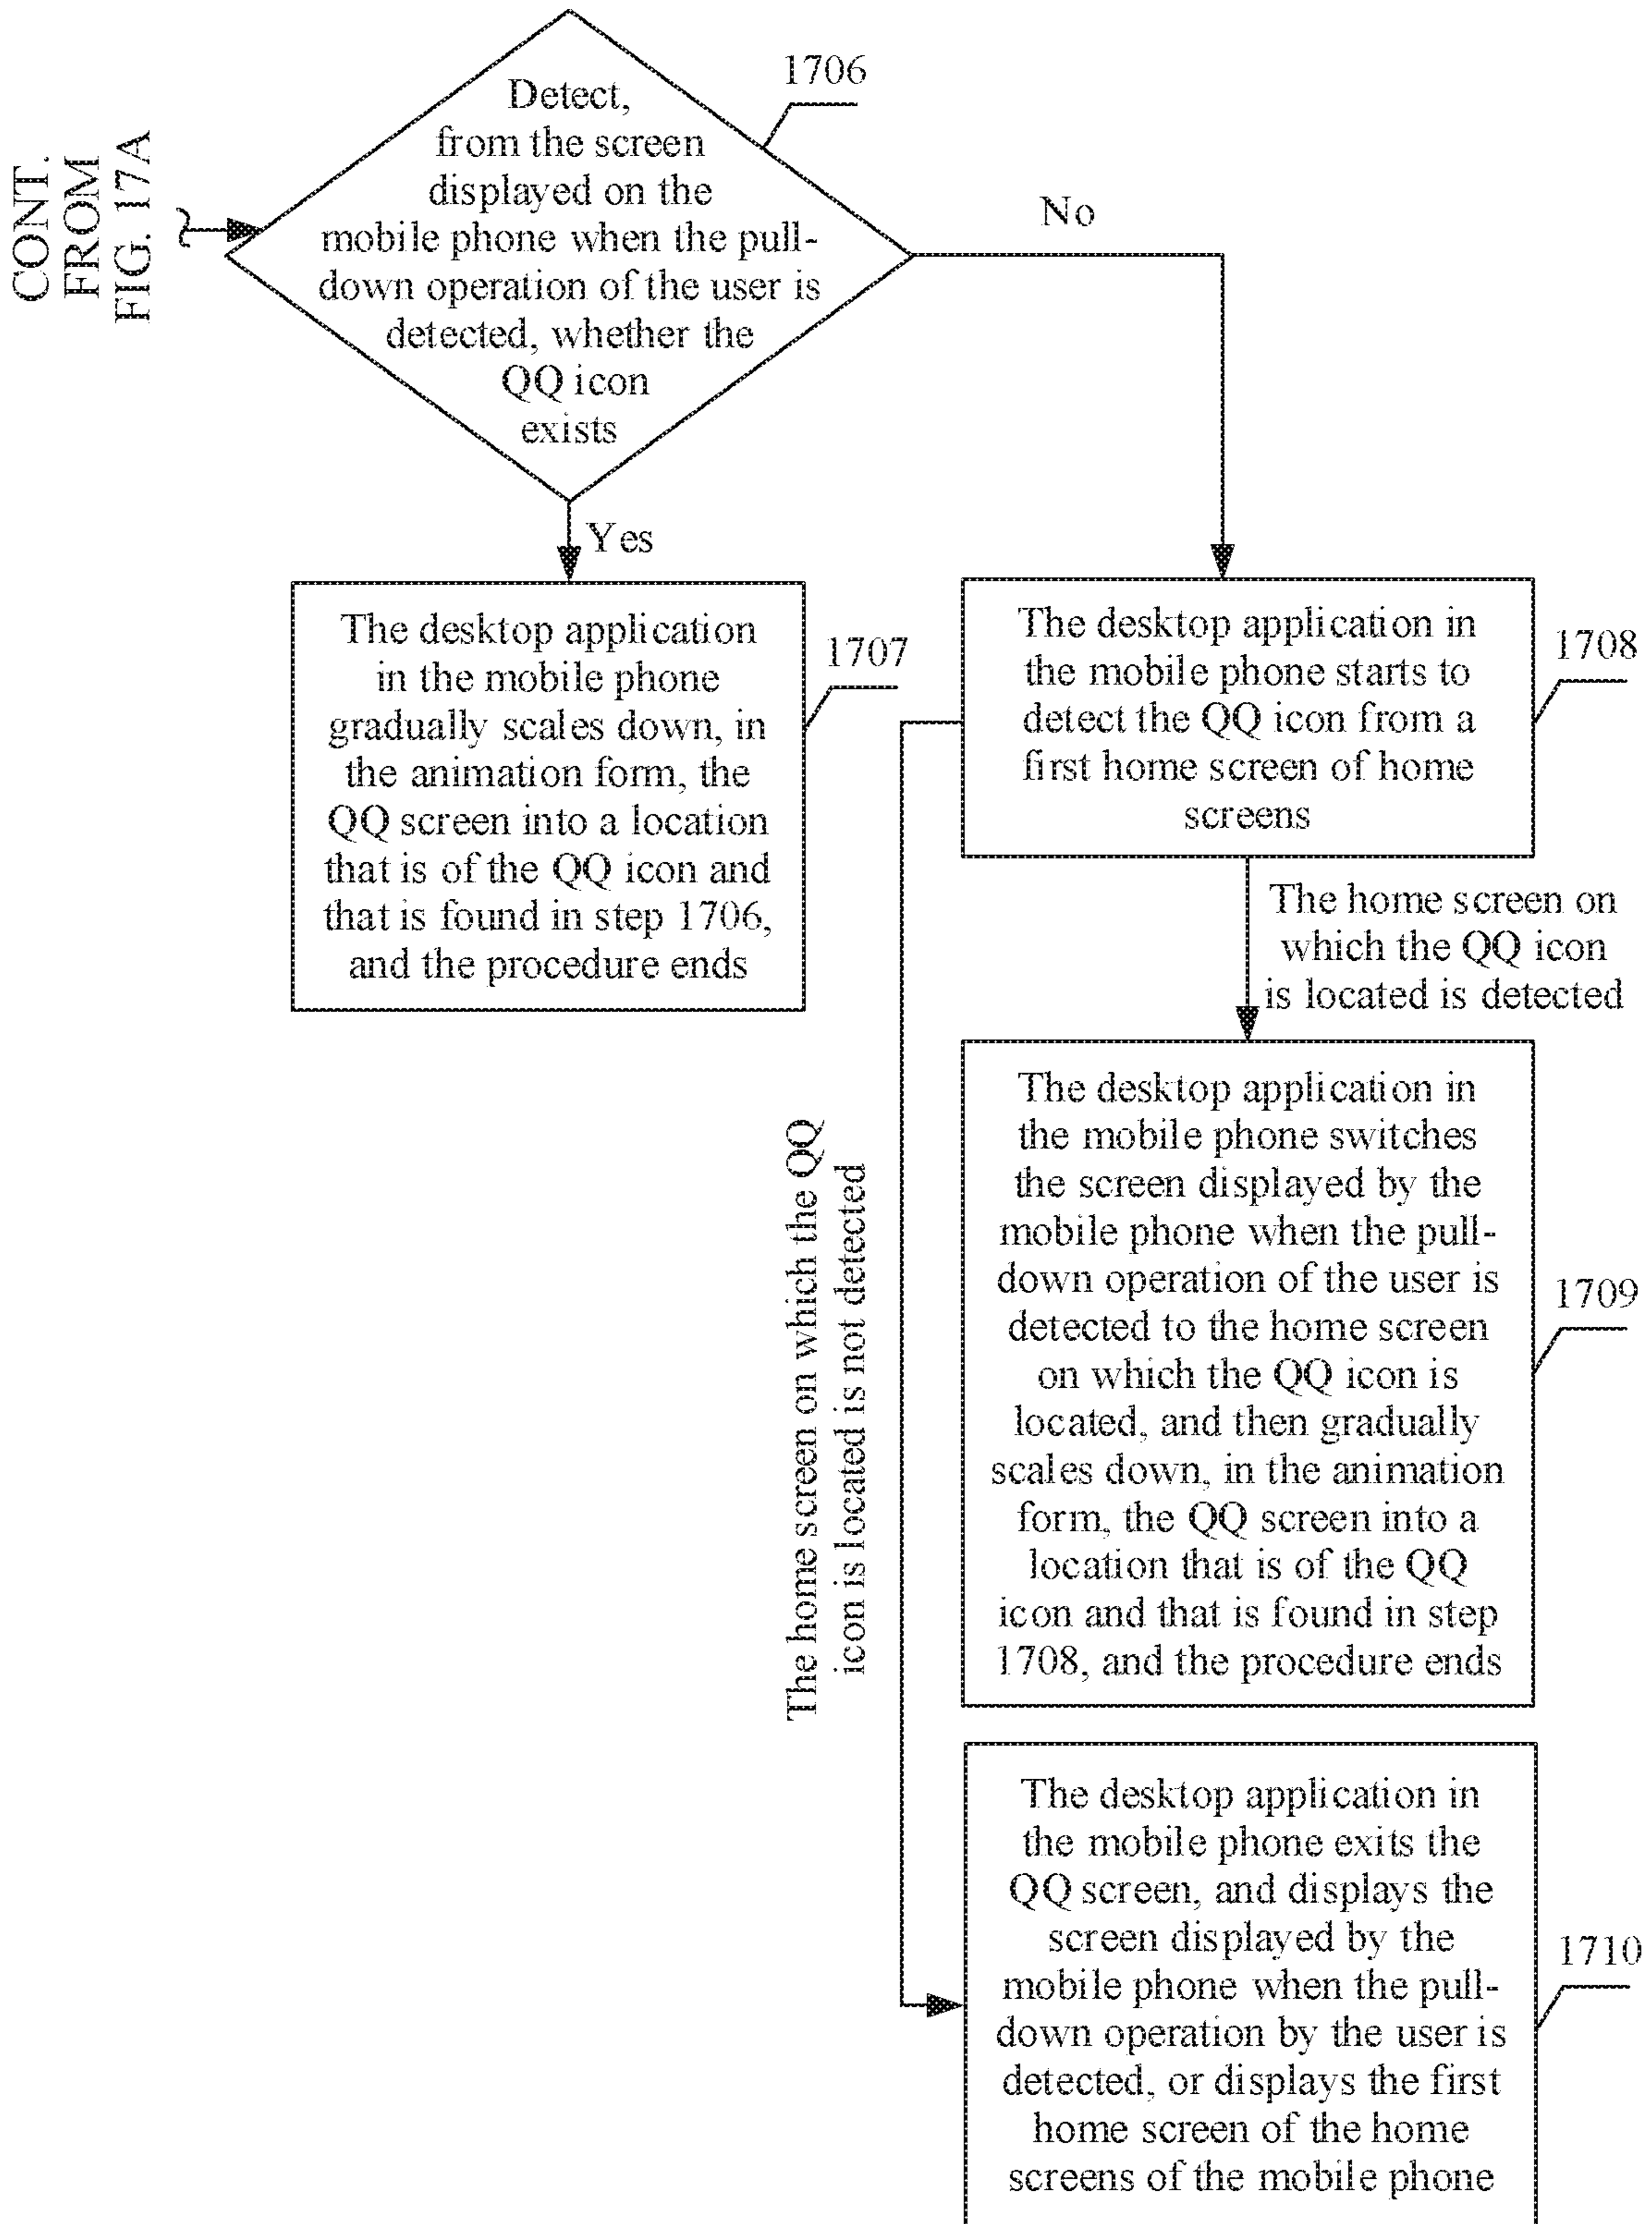 CONT.
FROM
FIG. 17A
1706
Detect,
from the screen
displayed on the
mobile phone when the pull-
down operation of the user is
detected, whether the
QQ icon
exists
No
Yes
The desktop application
in the mobile phone
gradually scales down, in
the animation form, the
QQ screen into a location
that is of the QQ icon and
that is found in step 1706,
and the procedure ends
1707
The desktop application in
the mobile phone starts to
detect the QQ icon from a
first home screen of home
screens
1708
The home screen on
which the QQ icon
is located is detected
The home screen on which the QQ
icon is located is not detected
The desktop application in
the mobile phone switches
the screen displayed by the
mobile phone when the pull-
down operation of the user is
detected to the home screen
on which the QQ icon is
located, and then gradually
scales down, in the animation
form, the QQ screen into a
location that is of the QQ
icon and that is found in step
1708, and the procedure ends
1709
The desktop application in
the mobile phone exits the
QQ screen, and displays the
screen displayed by the
mobile phone when the pull-
down operation by the user is
detected, or displays the first
home screen of the home
screens of the mobile phone
1710